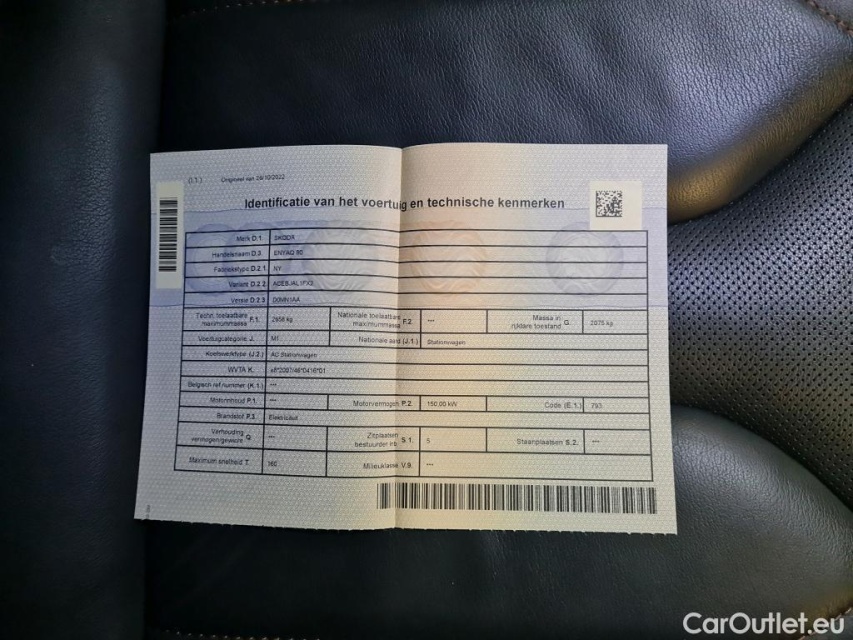 (I.1.) Origineel van 28/10/2022
Identificatie van het voertuig en technische kenmerken
Merk D.1. SKODA
Handelsnaam D.3. ENYAQ 80
Fabriekstype D.2.1 NY
Variant D.2.2
Versie D.2.3
Techn. toelaatbare maximummassa F.1. kg Nationale toelaatbare maximummassa F.2. --- Massa in rijklare toestand G. 2075 kg
Voertuigcategorie J. M1 Nationale aard (J.1.) Stationwagen
Koetswerktype (J.2.) AC Stationwagen
WVTA K.
Belgisch ref.nummer (K.1.) ---
Motorinhoud P.1. --- Motorvermogen P.2. 150,00 kW Code (E.1.) 793
Brandstof P.3. Elektriciteit
Verhouding vermogen/gewicht Q. --- Zitplaatsen bestuurder inb. S.1. 5 Staanplaatsen S.2. ---
Maximum snelheid T. 160 Milieuklasse V.9. ---
CarOutlet.eu